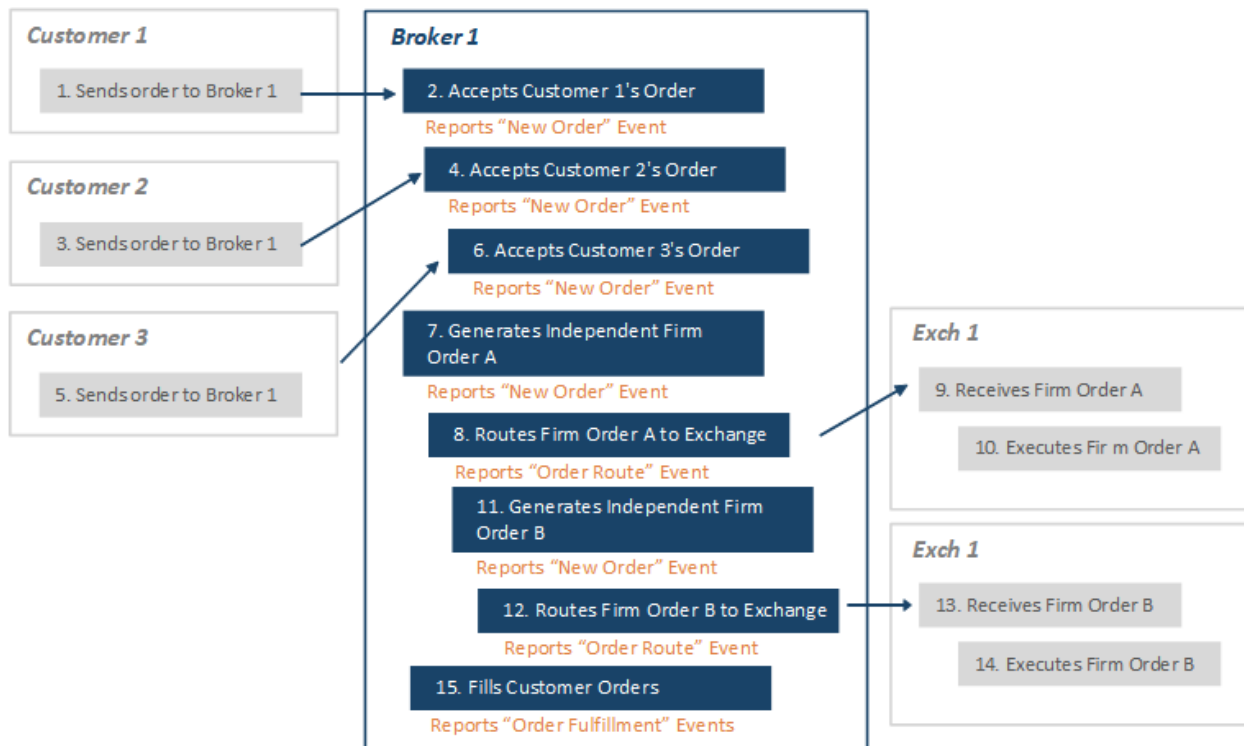 Customer 1
1. Sends order to Broker 1
Customer 2
3. Sends order to Broker 1
Customer 3
5. Sends order to Broker 1
Broker 1
2. Accepts Customer 1's Order
Reports “New Order” Event
4. Accepts Customer 2's Order
Reports “New Order” Event
6. Accepts Customer 3's Order
Reports “New Order” Event
7. Generates Independent Firm
Order A
Reports “New Order” Event
8. Routes Firm Order A to Exchange
Reports “Order Route” Event
11. Generates Independent Firm
Order B
Reports “New Order” Event
12. Routes Firm Order B to Exchange
Reports “Order Route” Event
15. Fills Customer Orders
Reports “Order Fulfillment” Events
Exch 1
9. Receives Firm Order A
10. Executes Fir m Order A
Exch 1
13. Receives Firm Order B
14. Executes Firm Order B